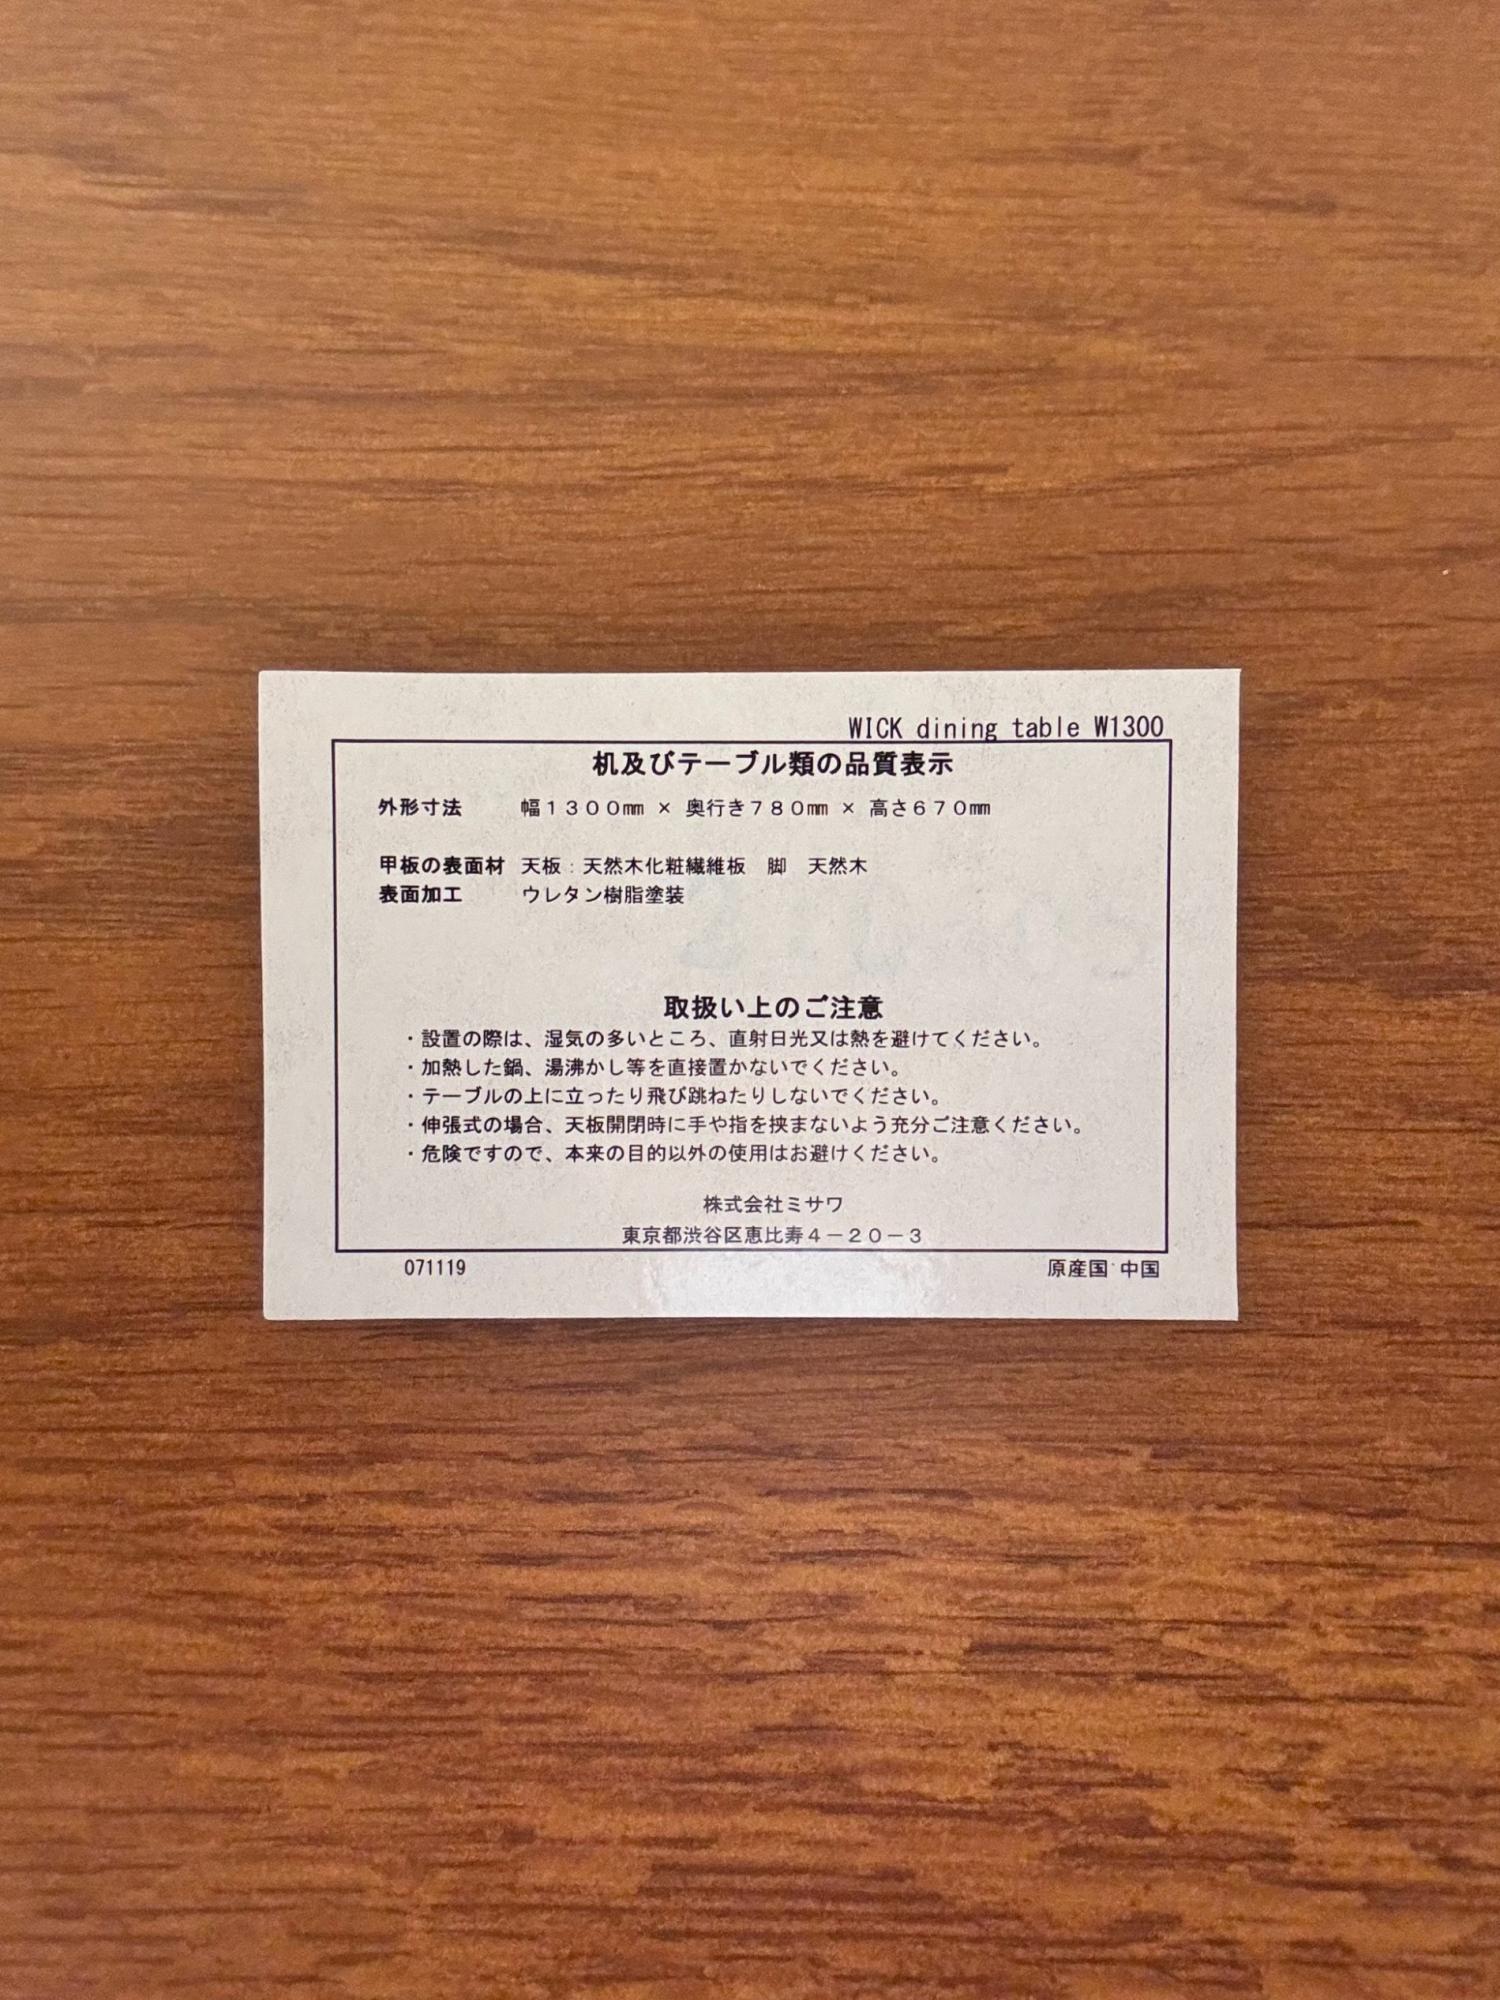 WICK dining table W1300
机及びテーブル類の品質表示
外形寸法 幅１３００㎜ × 奥行き７８０㎜ × 高さ６７０㎜
甲板の表面材 天板：天然木化粧繊維板　脚　天然木
表面加工 ウレタン樹脂塗装
取扱い上のご注意
・設置の際は、湿気の多いところ、直射日光又は熱を避けてください。
・加熱した鍋、湯沸かし等を直接置かないでください。
・テーブルの上に立ったり飛び跳ねたりしないでください。
・伸張式の場合、天板開閉時に手や指を挟まないよう充分ご注意ください。
・危険ですので、本来の目的以外の使用はお避けください。
株式会社ミサワ
東京都渋谷区恵比寿４－２０－３
071119 原産国：中国